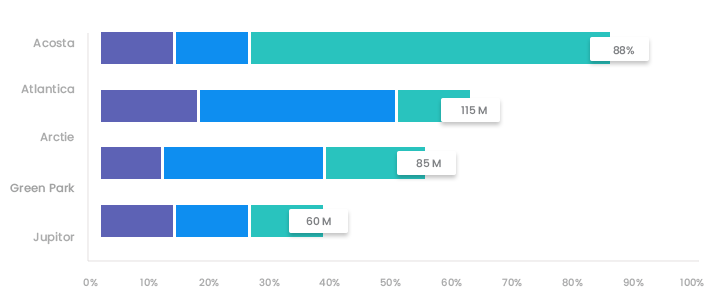 Acosta
88%
Atlantica
115 M
Arctie
85 M
Green Park
60 M
Jupitor
0% 10% 20% 30% 40% 50% 60% 70% 80% 90% 100%